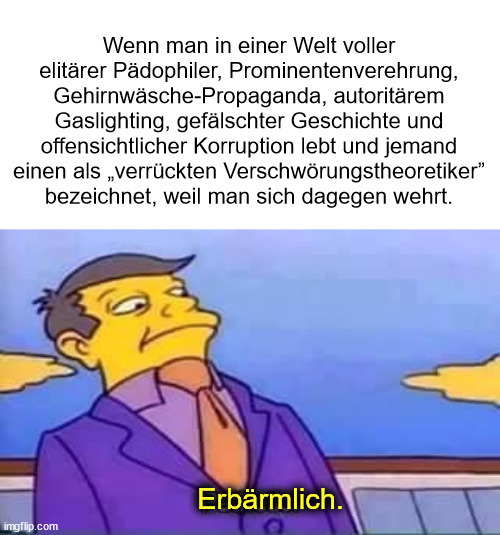 Wenn man in einer Welt voller
elitärer Pädophiler, Prominentenverehrung,
Gehirnwäsche-Propaganda, autoritärem
Gaslighting, gefälschter Geschichte und
offensichtlicher Korruption lebt und jemand
einen als „verrückten Verschwörungstheoretiker”
bezeichnet, weil man sich dagegen wehrt.
Erbärmlich.
imgflip.com